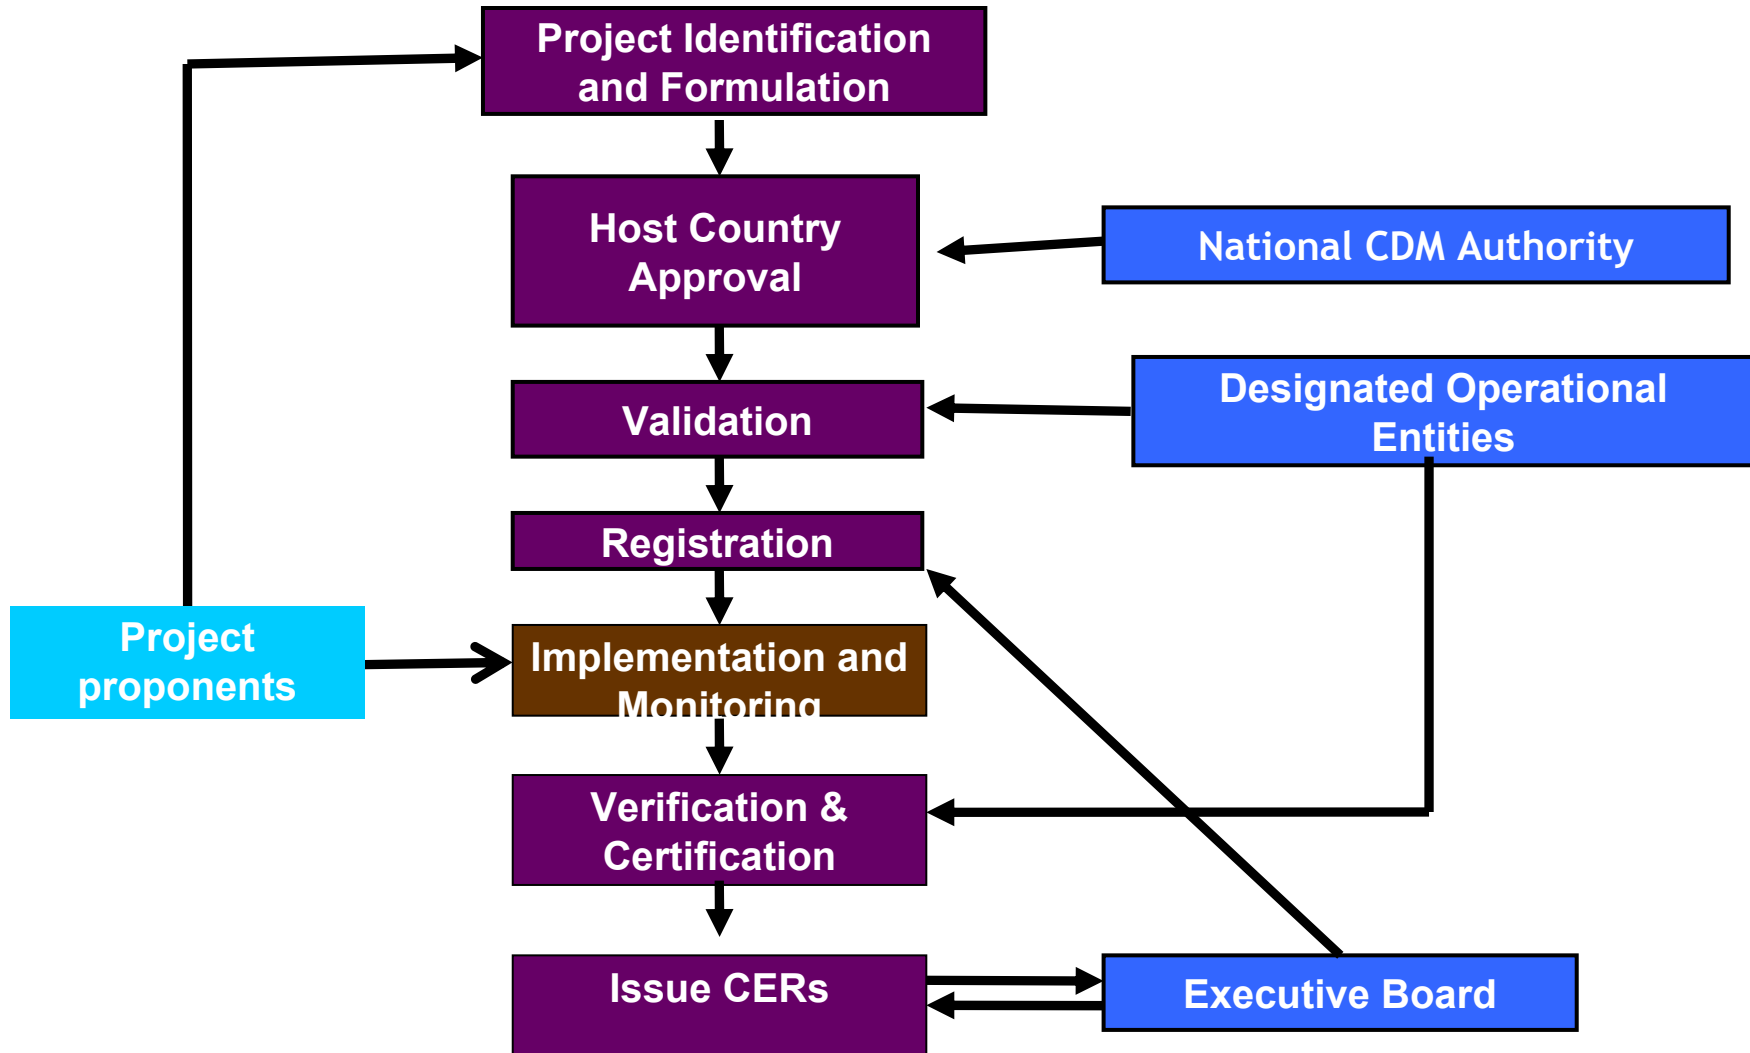 Project Identification
and Formulation
Host Country
Approval
National CDM Authority
Designated Operational
Entities
Validation
Registration
Project
proponents
Implementation and
Monitoring
Verification &
Certification
Issue CERs
Executive Board